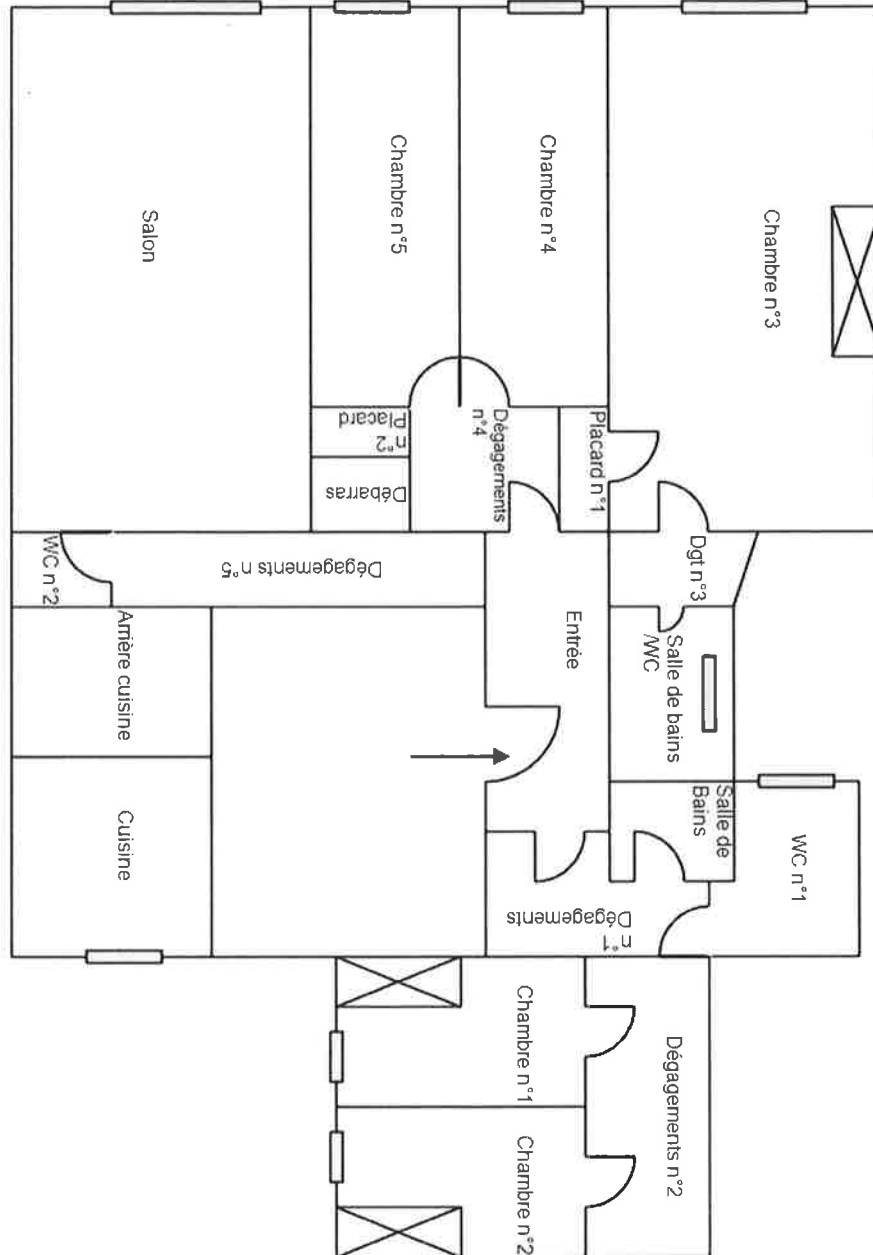 Salon
Chambre n°5
Chambre n°4
Chambre n°3
Placard
n°2
Débarras
Dégagements
n°4
Placard n°1
WC n°2
Dégagements n°5
Entrée
Dgt n°3
Arrière cuisine
Salle de bains
/WC
Cuisine
Salle de
Bains
WC n°1
Dégagements
n°1
Chambre n°1
Dégagements n°2
Chambre n°2